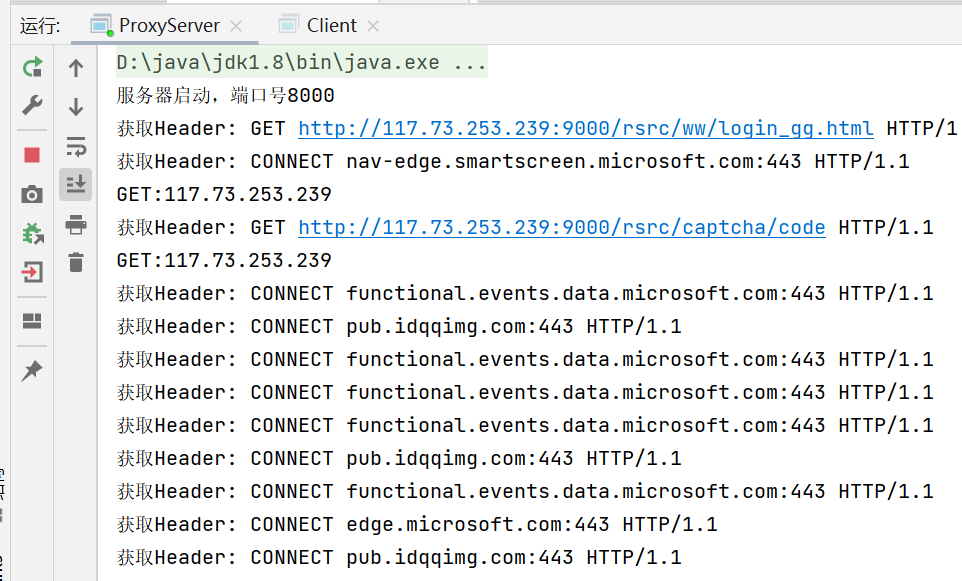 运行: ProxyServer Client
D:\java\jdk1.8\bin\java.exe ...
服务器启动，端口号8000
获取Header: GET http://117.73.253.239:9000/rsrc/ww/login_gg.html HTTP/1
获取Header: CONNECT nav-edge.smartscreen.microsoft.com:443 HTTP/1.1
GET:117.73.253.239
获取Header: GET http://117.73.253.239:9000/rsrc/captcha/code HTTP/1.1
GET:117.73.253.239
获取Header: CONNECT functional.events.data.microsoft.com:443 HTTP/1.1
获取Header: CONNECT pub.idqqimg.com:443 HTTP/1.1
获取Header: CONNECT functional.events.data.microsoft.com:443 HTTP/1.1
获取Header: CONNECT functional.events.data.microsoft.com:443 HTTP/1.1
获取Header: CONNECT functional.events.data.microsoft.com:443 HTTP/1.1
获取Header: CONNECT pub.idqqimg.com:443 HTTP/1.1
获取Header: CONNECT functional.events.data.microsoft.com:443 HTTP/1.1
获取Header: CONNECT edge.microsoft.com:443 HTTP/1.1
获取Header: CONNECT pub.idqqimg.com:443 HTTP/1.1